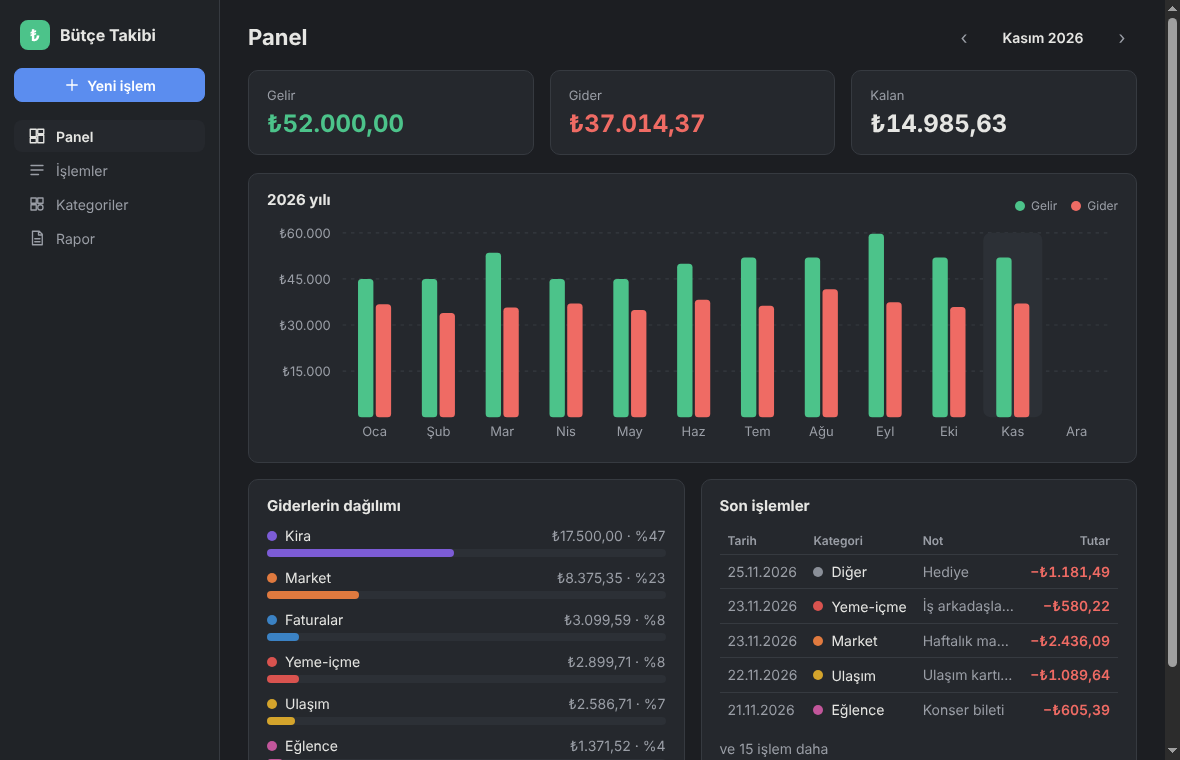 ₺ Bütçe Takibi
+ Yeni işlem
Panel
İşlemler
Kategoriler
Rapor
Panel
‹ Kasım 2026 ›
Gelir
₺52.000,00
Gider
₺37.014,37
Kalan
₺14.985,63
2026 yılı
Gelir Gider
₺60.000
₺45.000
₺30.000
₺15.000
Oca Şub Mar Nis May Haz Tem Ağu Eyl Eki Kas Ara
Giderlerin dağılımı
Kira ₺17.500,00 · %47
Market ₺8.375,35 · %23
Faturalar ₺3.099,59 · %8
Yeme-içme ₺2.899,71 · %8
Ulaşım ₺2.586,71 · %7
Eğlence ₺1.371,52 · %4
Son işlemler
Tarih Kategori Not Tutar
25.11.2026 Diğer Hediye −₺1.181,49
23.11.2026 Yeme-içme İş arkadaşla... −₺580,22
23.11.2026 Market Haftalık ma... −₺2.436,09
22.11.2026 Ulaşım Ulaşım kartı... −₺1.089,64
21.11.2026 Eğlence Konser bileti −₺605,39
ve 15 işlem daha